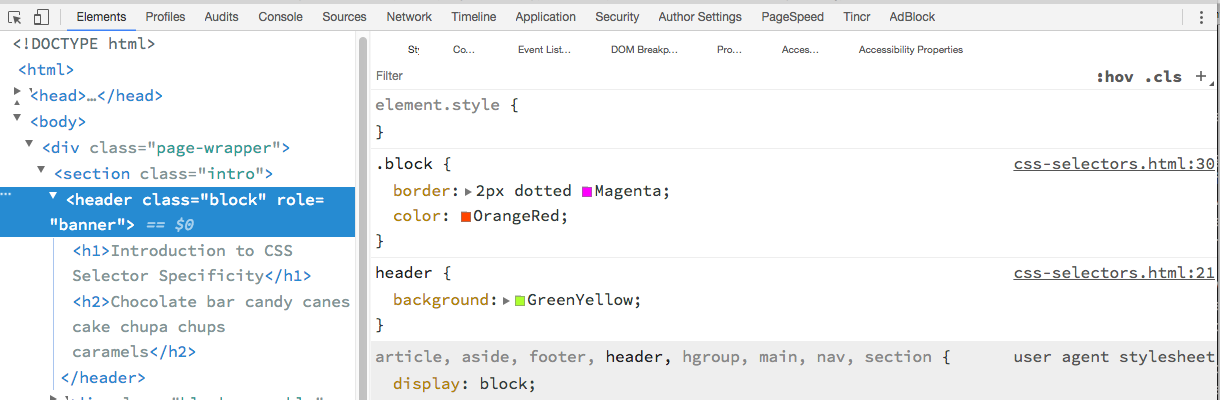 Elements Profiles Audits Console Sources Network Timeline Application Security Author Settings PageSpeed Tincr AdBlock
<!DOCTYPE html>
<html>
<head>…</head>
<body>
<div class="page-wrapper">
<section class="intro">
<header class="block" role=
"banner"> == $0
<h1>Introduction to CSS
Selector Specificity</h1>
<h2>Chocolate bar candy canes
cake chupa chups
caramels</h2>
</header>
Co… Event List… DOM Breakp… Pro… Acces… Accessibility Properties
Filter :hov .cls +
element.style {
}
.block { css-selectors.html:30
border: 2px dotted Magenta;
color: OrangeRed;
}
header { css-selectors.html:21
background: GreenYellow;
}
article, aside, footer, header, hgroup, main, nav, section { user agent stylesheet
display: block;